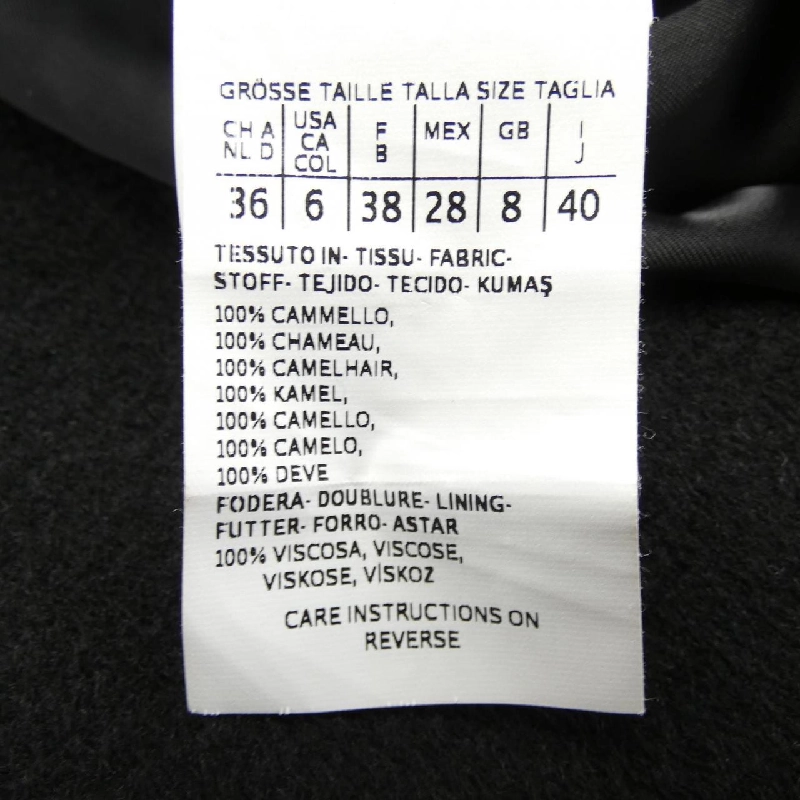 GRÖSSE TAILLE TALLA SIZE TAGLIA
CH A NL D | USA CA COL | F B | MEX | GB | I J
36 | 6 | 38 | 28 | 8 | 40
TESSUTO IN- TISSU- FABRIC-
STOFF- TEJIDO- TECIDO- KUMAŞ
100% CAMMELLO,
100% CHAMEAU,
100% CAMELHAIR,
100% KAMEL,
100% CAMELLO,
100% CAMELO,
100% DEVE
FODERA- DOUBLURE- LINING-
FUTTER- FORRO- ASTAR
100% VISCOSA, VISCOSE,
VISKOSE, VİSKOZ
CARE INSTRUCTIONS ON
REVERSE